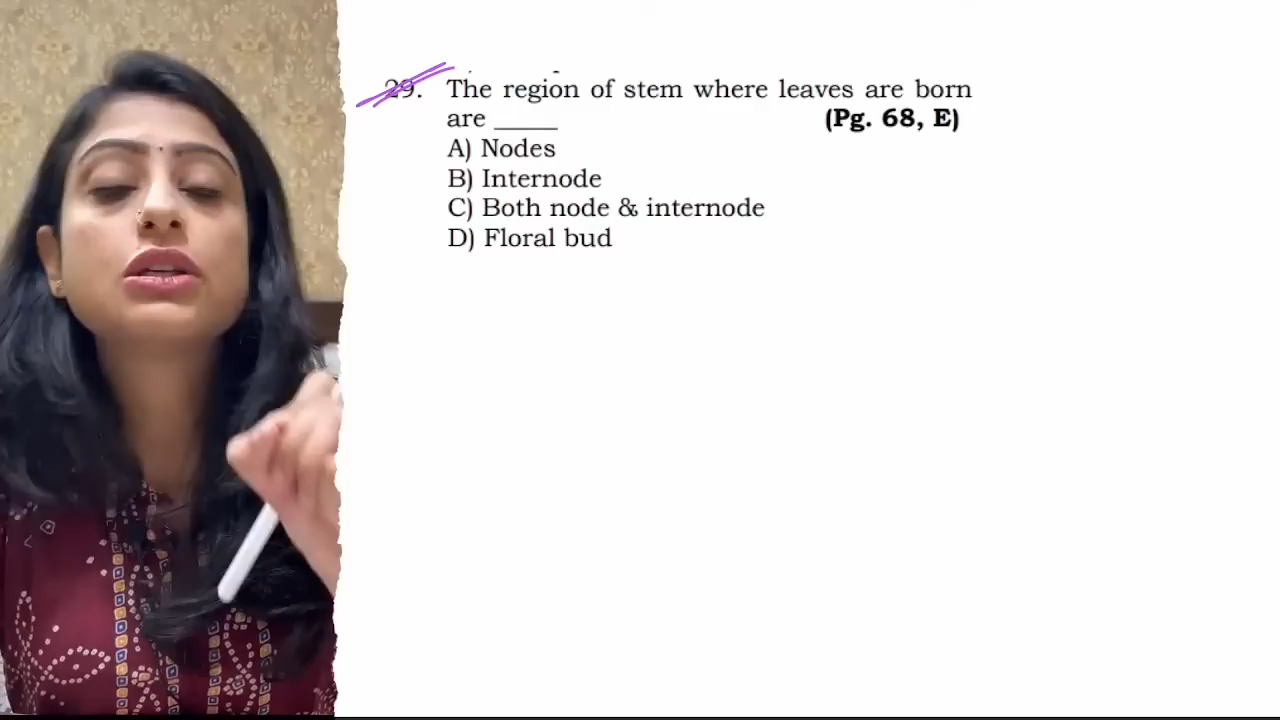 29. The region of stem where leaves are born
are _____ (Pg. 68, E)
A) Nodes
B) Internode
C) Both node & internode
D) Floral bud